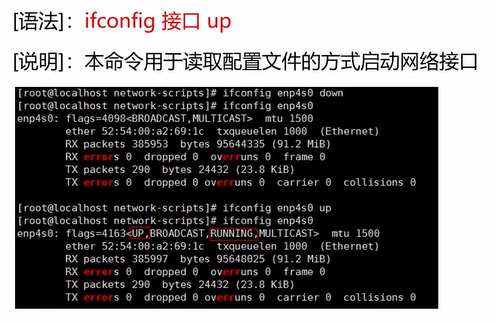 [语法]：ifconfig 接口 up
[说明]：本命令用于读取配置文件的方式启动网络接口
[root@localhost network-scripts]# ifconfig enp4s0 down
[root@localhost network-scripts]# ifconfig enp4s0
enp4s0: flags=4098<BROADCAST,MULTICAST>  mtu 1500
ether 52:54:00:a2:69:1c  txqueuelen 1000  (Ethernet)
RX packets 385953  bytes 95644335 (91.2 MiB)
RX errors 0  dropped 0  overruns 0  frame 0
TX packets 290  bytes 24432 (23.8 KiB)
TX errors 0  dropped 0 overruns 0  carrier 0  collisions 0
[root@localhost network-scripts]# ifconfig enp4s0 up
[root@localhost network-scripts]# ifconfig enp4s0
enp4s0: flags=4163<UP,BROADCAST,RUNNING,MULTICAST>  mtu 1500
ether 52:54:00:a2:69:1c  txqueuelen 1000  (Ethernet)
RX packets 385997  bytes 95648025 (91.2 MiB)
RX errors 0  dropped 0  overruns 0  frame 0
TX packets 290  bytes 24432 (23.8 KiB)
TX errors 0  dropped 0 overruns 0  carrier 0  collisions 0